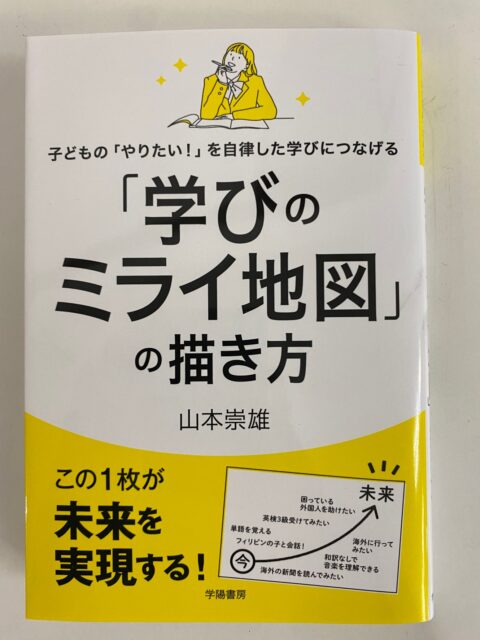 子どもの「やりたい!」を自律した学びにつなげる
「学びの
ミライ地図」
の描き方
山本崇雄
この1枚が
未来を
実現する!
未来
困っている
外国人を助けたい
英検3級受けてみたい
単語を覚える
海外に行って
みたい
フィリピンの子と会話!
和訳なしで
音楽を理解できる
今
海外の新聞を読んでみたい
学陽書房